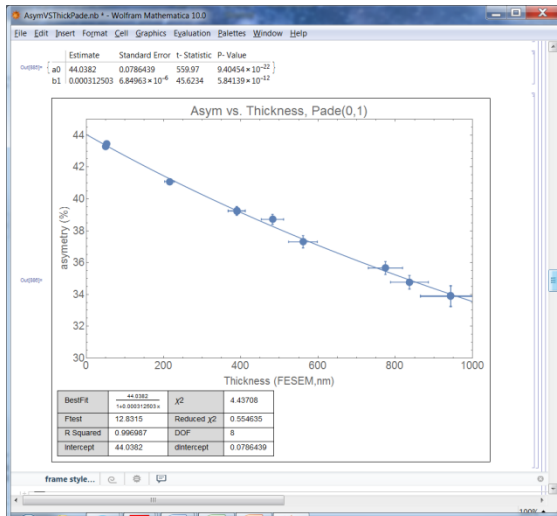 AsymVSThickPade.nb * - Wolfram Mathematica 10.0
File Edit Insert Format Cell Graphics Evaluation Palettes Window Help
Estimate Standard Error t- Statistic P- Value
a0 44.0382 0.0786439 559.97 9.40454×10^-22
b1 0.000312503 6.84963×10^-6 45.6234 5.84139×10^-12
Asym vs. Thickness, Pade(0,1)
44
42
40
38
36
34
32
30
asymetry (%)
0 200 400 600 800 1000
Thickness (FESEM,nm)
BestFit 44.0382/1+0.000312503 x χ2 4.43708
Ftest 12.8315 Reduced χ2 0.554635
R Squared 0.996987 DOF 8
Intercept 44.0382 dIntercept 0.0786439
frame style...
100%